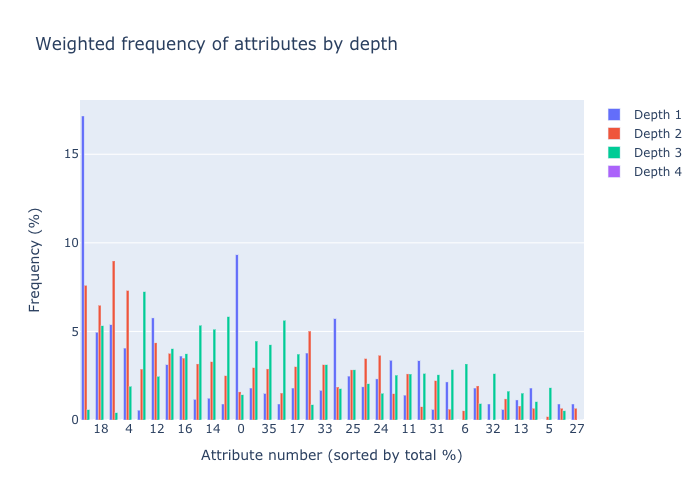 Weighted frequency of attributes by depth
Depth 1
Depth 2
Depth 3
Depth 4
Frequency (%)
15
10
5
0
18 4 12 16 14 0 35 17 33 25 24 11 31 6 32 13 5 27
Attribute number (sorted by total %)